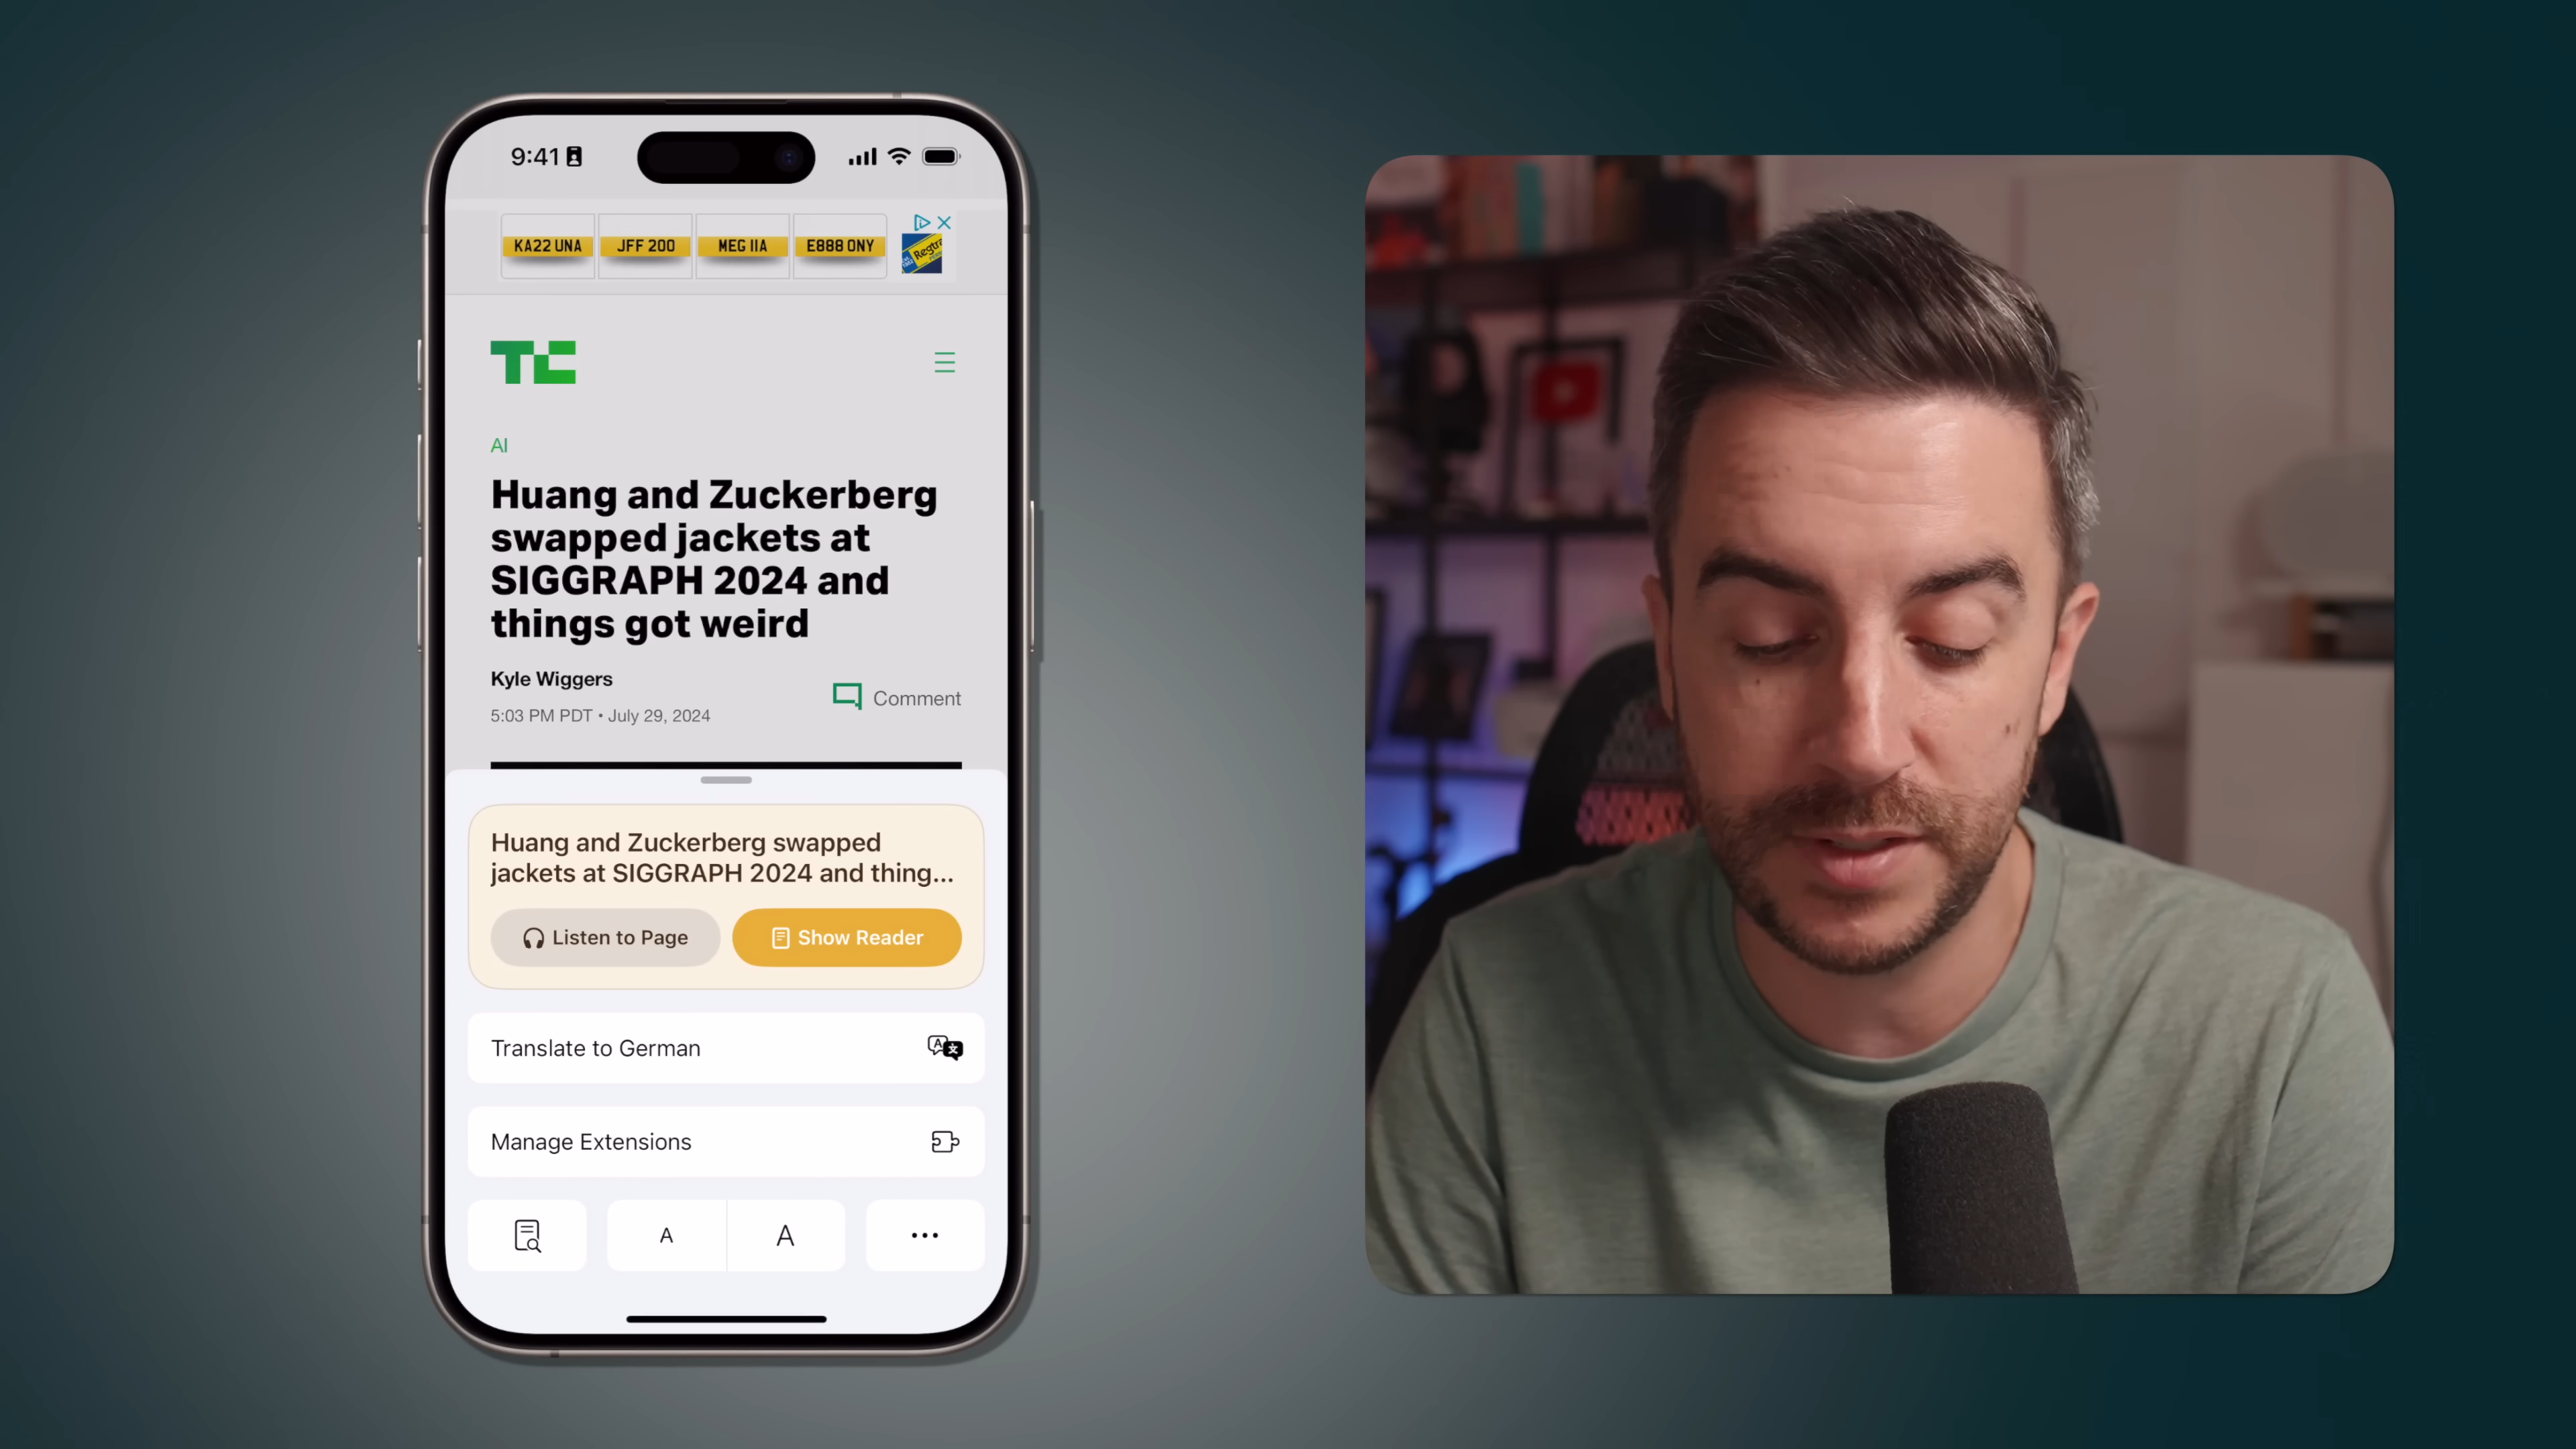 9:41
KA22 UNA
JFF 200
MEG 11A
E888 ONY
Regtra
TC
AI
Huang and Zuckerberg
swapped jackets at
SIGGRAPH 2024 and
things got weird
Kyle Wiggers
5:03 PM PDT • July 29, 2024
Comment
Huang and Zuckerberg swapped
jackets at SIGGRAPH 2024 and thing...
Listen to Page
Show Reader
Translate to German
Manage Extensions
A
A